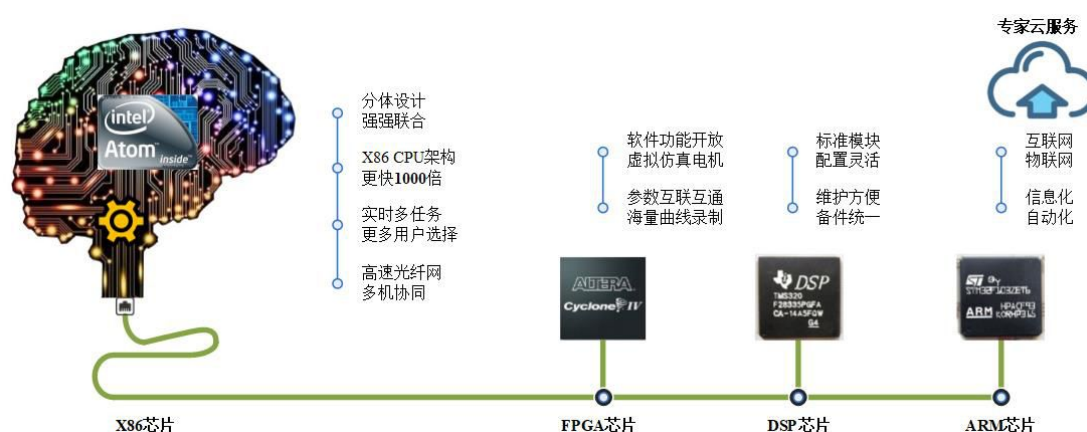 专家云服务
intel
Atom
inside
分体设计
强强联合
X86 CPU架构
更快1000倍
实时多任务
更多用户选择
高速光纤网
多机协同
软件功能开放
虚拟仿真电机
参数互联互通
海量曲线录制
标准模块
配置灵活
维护方便
备件统一
互联网
物联网
信息化
自动化
ALTERA
Cyclone IV
DSP
TMS320
F28335PGFA
CA-14A5FGW
G4
ST
STM32F103ZET6
ARM
X86芯片
FPGA芯片
DSP芯片
ARM芯片